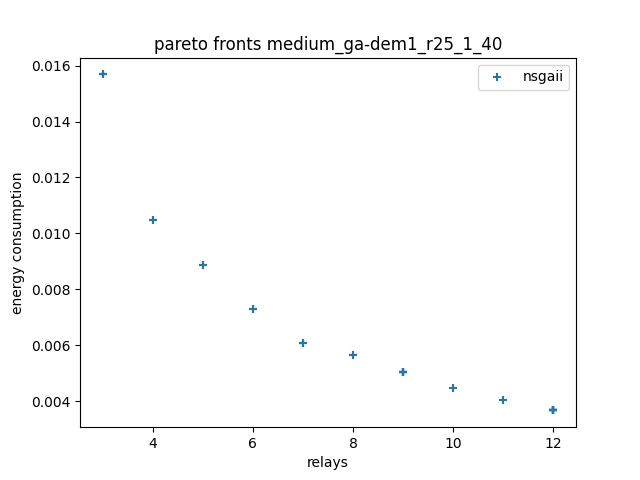 pareto fronts medium_ga-dem1_r25_1_40
nsgaii
0.016
0.014
0.012
0.010
0.008
0.006
0.004
energy consumption
4 6 8 10 12
relays